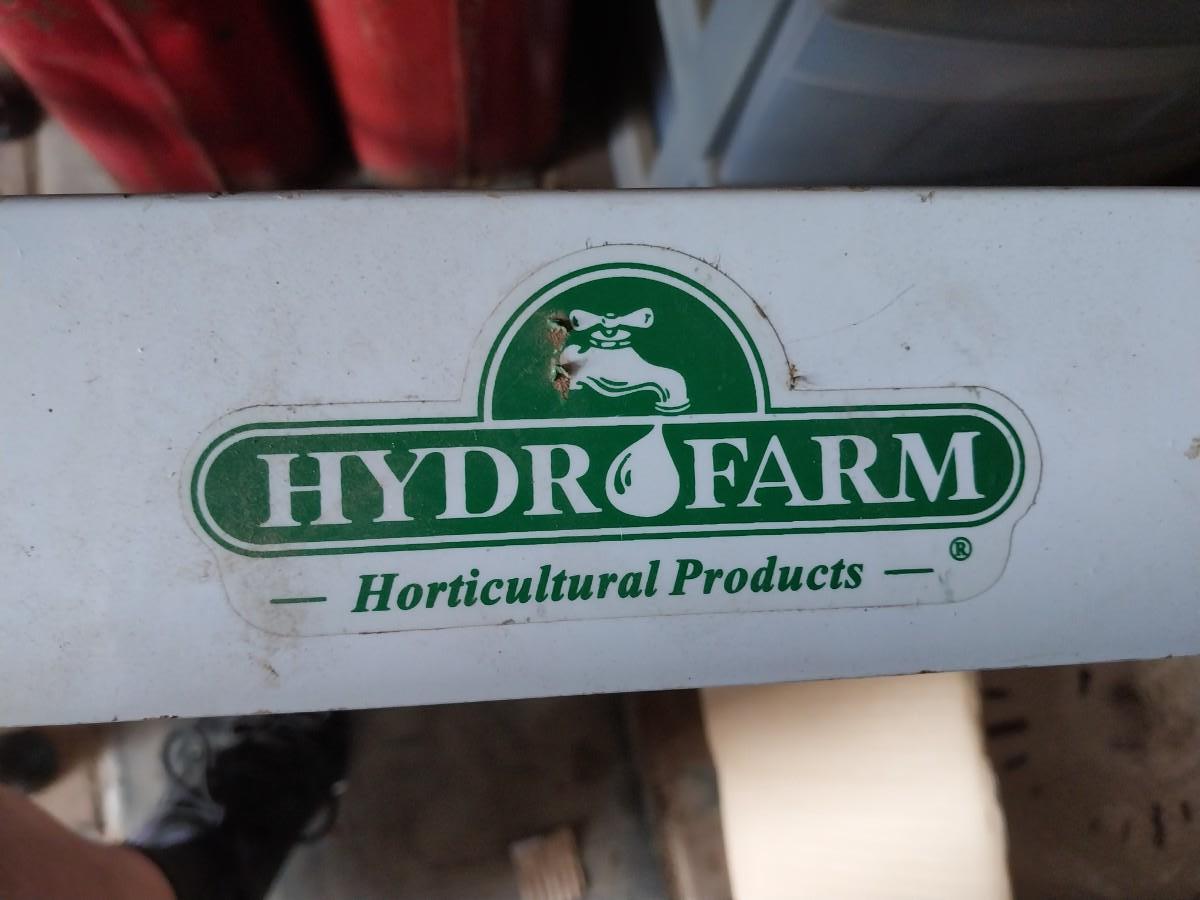 HYDROFARM
— Horticultural Products — ®